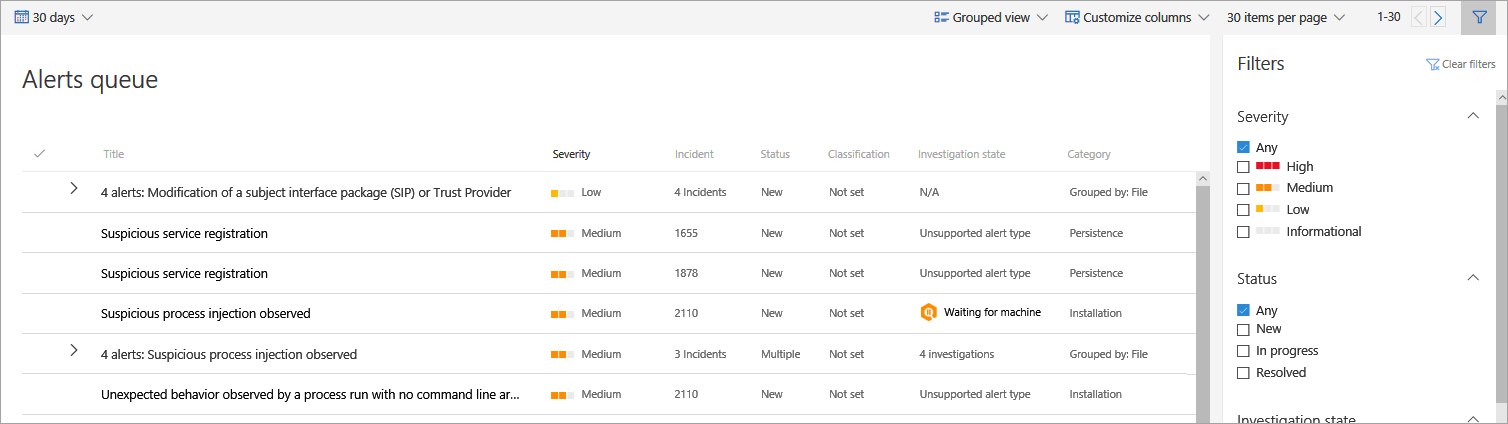 30 days Grouped view Customize columns 30 items per page 1-30
Alerts queue
Title Severity Incident Status Classification Investigation state Category
4 alerts: Modification of a subject interface package (SIP) or Trust Provider Low 4 Incidents New Not set N/A Grouped by: File
Suspicious service registration Medium 1655 New Not set Unsupported alert type Persistence
Suspicious service registration Medium 1878 New Not set Unsupported alert type Persistence
Suspicious process injection observed Medium 2110 New Not set Waiting for machine Installation
4 alerts: Suspicious process injection observed Medium 3 Incidents Multiple Not set 4 investigations Grouped by: File
Unexpected behavior observed by a process run with no command line ar... Medium 2110 New Not set Unsupported alert type Installation
Filters Clear filters
Severity
Any
High
Medium
Low
Informational
Status
Any
New
In progress
Resolved
Investigation state